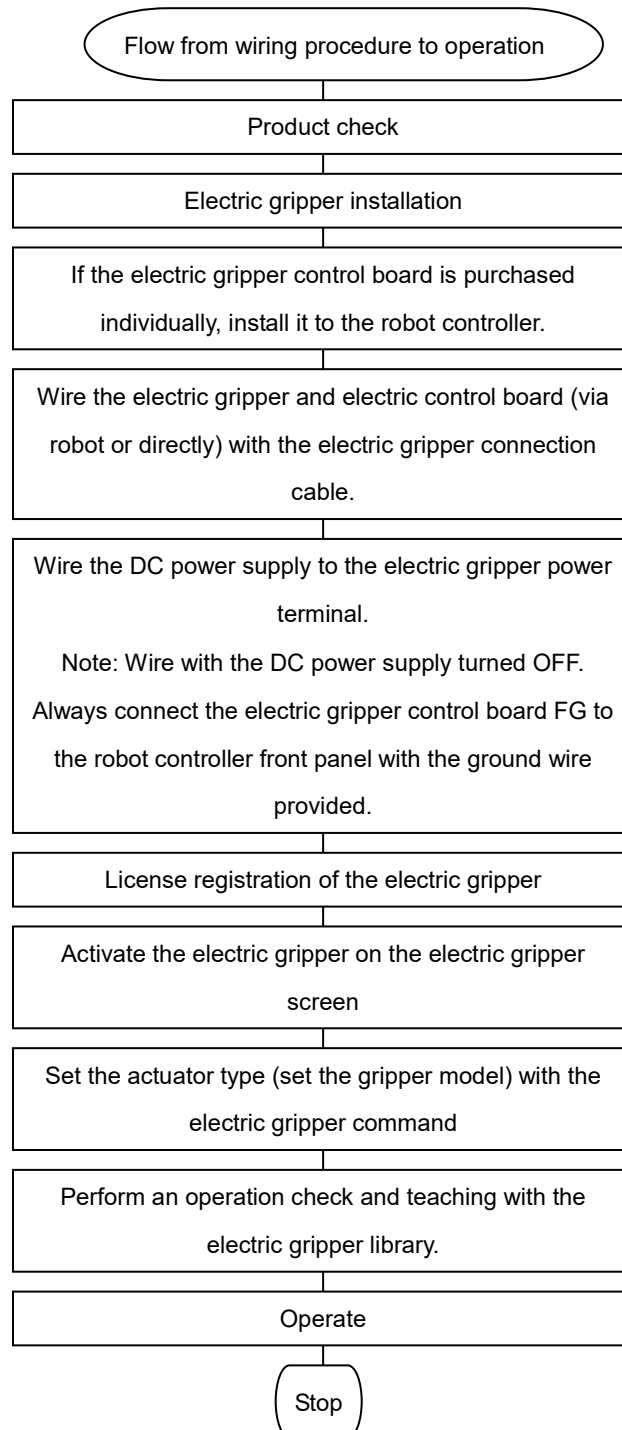 Flow from wiring procedure to operation
Product check
Electric gripper installation
If the electric gripper control board is purchased
individually, install it to the robot controller.
Wire the electric gripper and electric control board (via
robot or directly) with the electric gripper connection
cable.
Wire the DC power supply to the electric gripper power
terminal.
Note: Wire with the DC power supply turned OFF.
Always connect the electric gripper control board FG to
the robot controller front panel with the ground wire
provided.
License registration of the electric gripper
Activate the electric gripper on the electric gripper
screen
Set the actuator type (set the gripper model) with the
electric gripper command
Perform an operation check and teaching with the
electric gripper library.
Operate
Stop